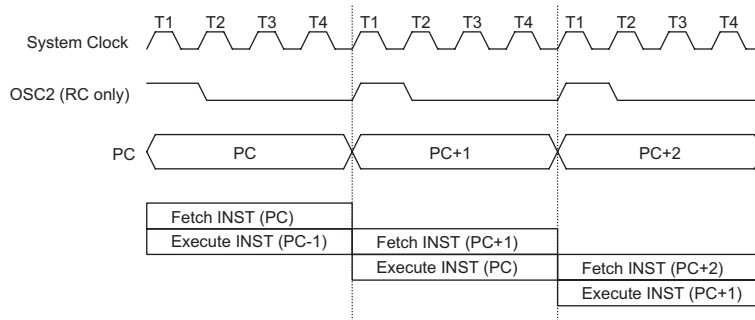 T1 T2 T3 T4 T1 T2 T3 T4 T1 T2 T3 T4
System Clock
OSC2 (RC only)
PC PC PC+1 PC+2
Fetch INST (PC)
Execute INST (PC-1) Fetch INST (PC+1)
Execute INST (PC) Fetch INST (PC+2)
Execute INST (PC+1)